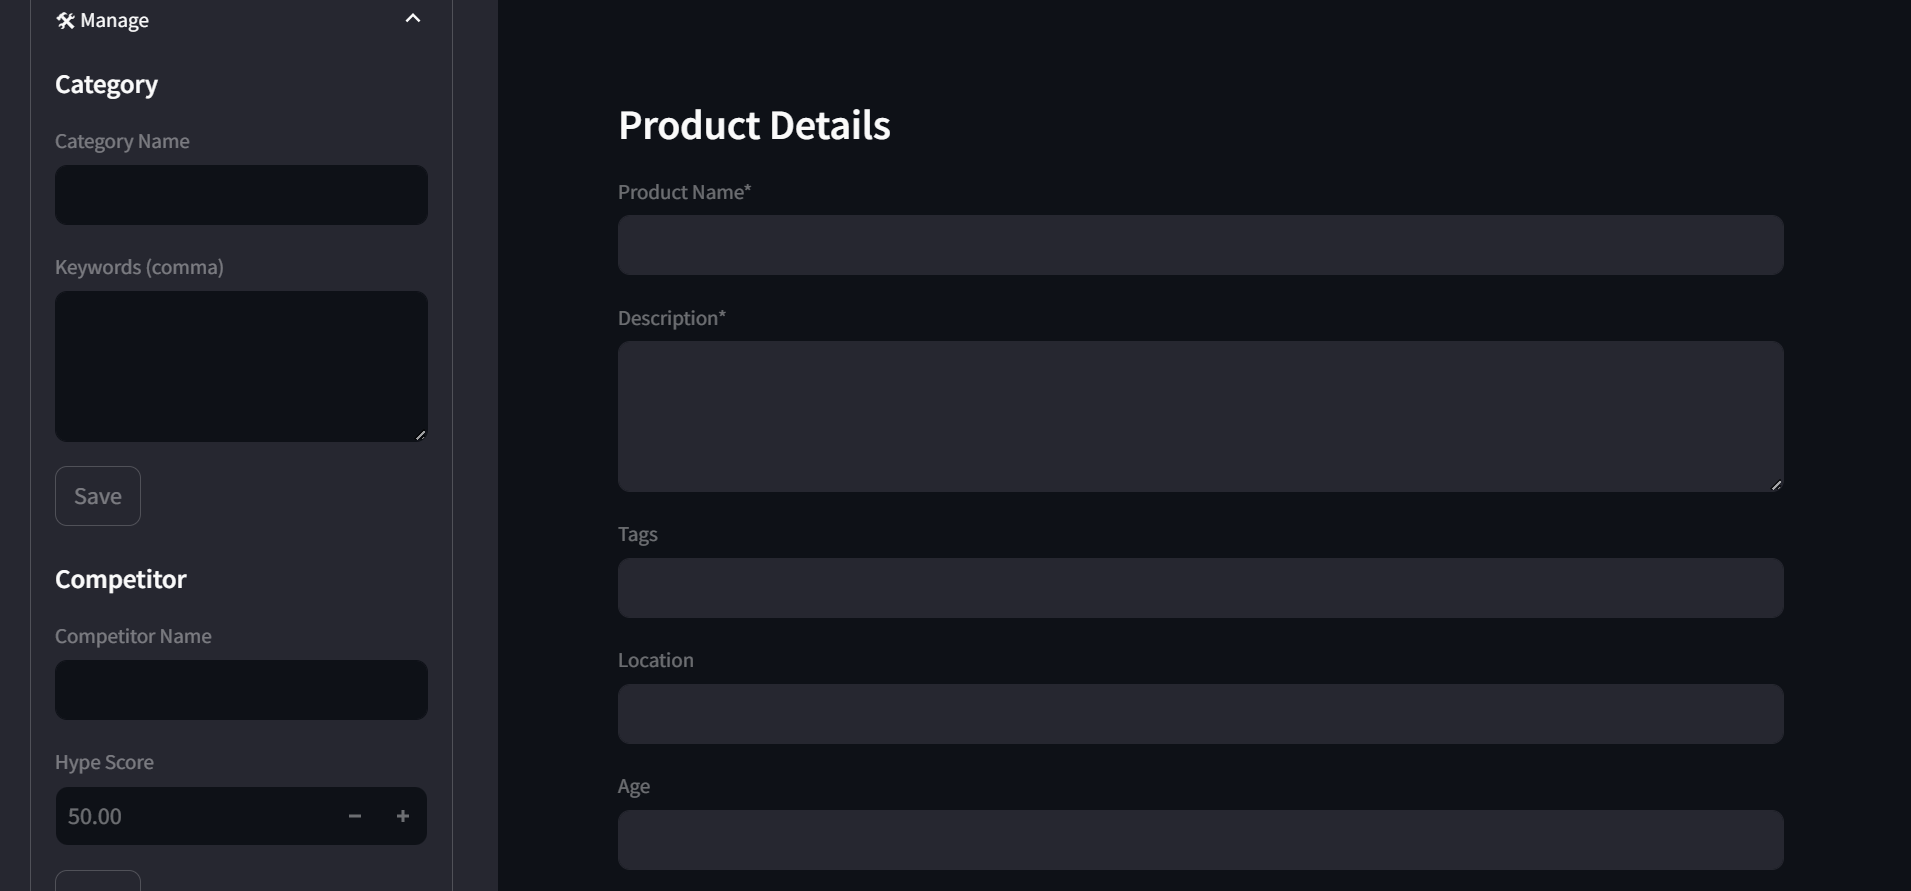 🛠 Manage
Category
Category Name
Keywords (comma)
Save
Competitor
Competitor Name
Hype Score
50.00
Product Details
Product Name*
Description*
Tags
Location
Age